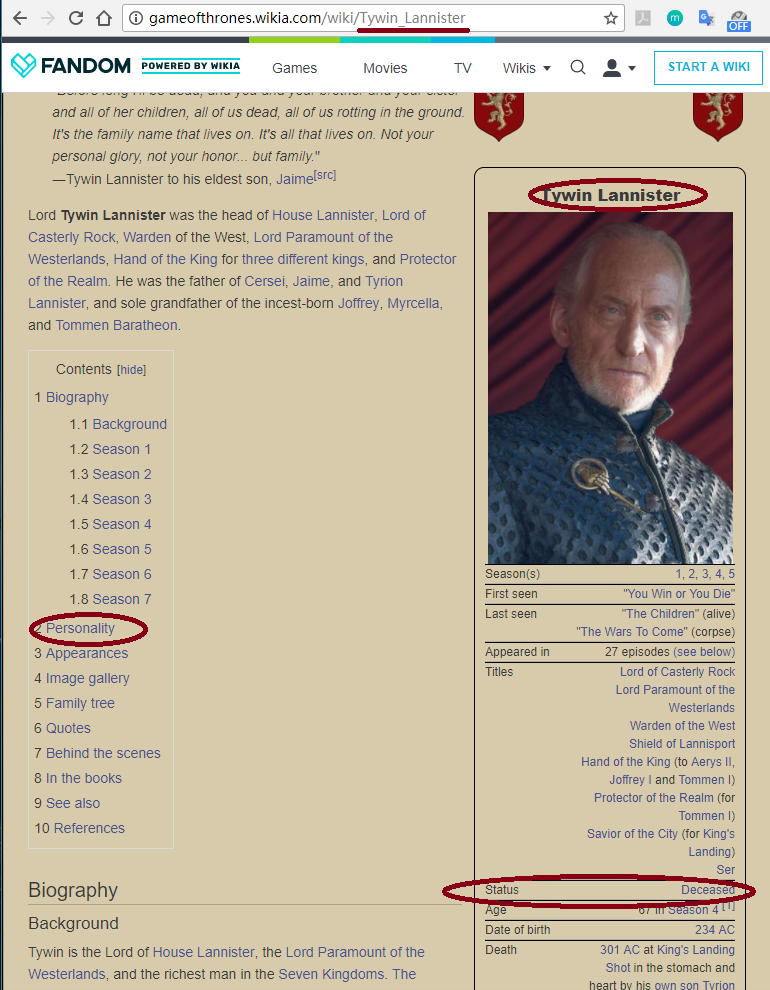 gameofthrones.wikia.com/wiki/Tywin_Lannister
OFF
FANDOM POWERED BY WIKIA Games Movies TV Wikis START A WIKI
"Before long I'll be dead, and you and your brother and your sister
and all of her children, all of us dead, all of us rotting in the ground.
It's the family name that lives on. It's all that lives on. Not your
personal glory, not your honor... but family."
—Tywin Lannister to his eldest son, Jaime[src]
Lord Tywin Lannister was the head of House Lannister, Lord of
Casterly Rock, Warden of the West, Lord Paramount of the
Westerlands, Hand of the King for three different kings, and Protector
of the Realm. He was the father of Cersei, Jaime, and Tyrion
Lannister, and sole grandfather of the incest-born Joffrey, Myrcella,
and Tommen Baratheon.
Contents [hide]
1 Biography
1.1 Background
1.2 Season 1
1.3 Season 2
1.4 Season 3
1.5 Season 4
1.6 Season 5
1.7 Season 6
1.8 Season 7
2 Personality
3 Appearances
4 Image gallery
5 Family tree
6 Quotes
7 Behind the scenes
8 In the books
9 See also
10 References
Biography
Background
Tywin is the Lord of House Lannister, the Lord Paramount of the
Westerlands, and the richest man in the Seven Kingdoms. The
Tywin Lannister
Season(s) 1, 2, 3, 4, 5
First seen "You Win or You Die"
Last seen "The Children" (alive)
"The Wars To Come" (corpse)
Appeared in 27 episodes (see below)
Titles Lord of Casterly Rock
Lord Paramount of the
Westerlands
Warden of the West
Shield of Lannisport
Hand of the King (to Aerys II,
Joffrey I and Tommen I)
Protector of the Realm (for
Tommen I)
Savior of the City (for King's
Landing)
Ser
Status Deceased
Age 67 in Season 4 [1]
Date of birth 234 AC
Death 301 AC at King's Landing
Shot in the stomach and
heart by his own son Tyrion